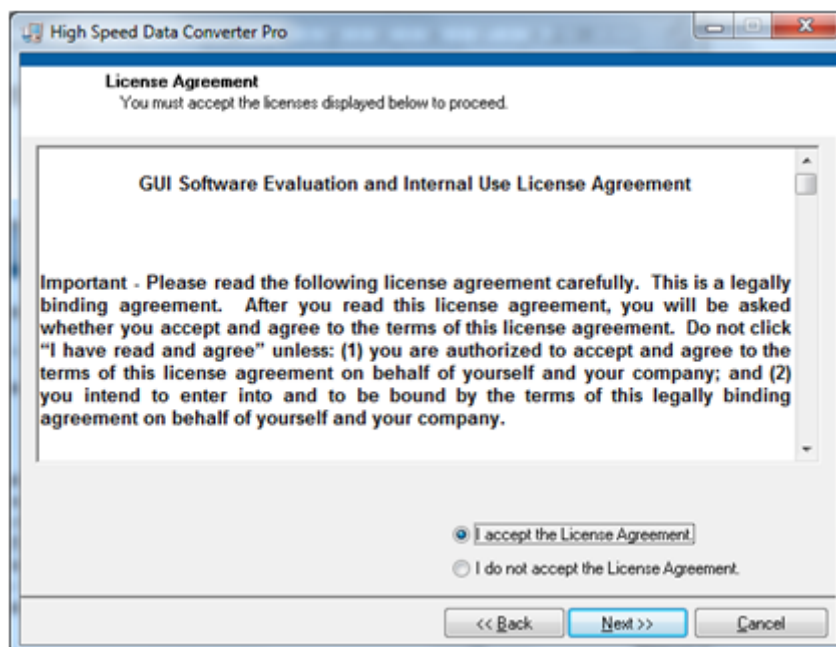 High Speed Data Converter Pro
License Agreement
You must accept the licenses displayed below to proceed.
GUI Software Evaluation and Internal Use License Agreement
Important - Please read the following license agreement carefully. This is a legally
binding agreement. After you read this license agreement, you will be asked
whether you accept and agree to the terms of this license agreement. Do not click
“I have read and agree” unless: (1) you are authorized to accept and agree to the
terms of this license agreement on behalf of yourself and your company; and (2)
you intend to enter into and to be bound by the terms of this legally binding
agreement on behalf of yourself and your company.
I accept the License Agreement.
I do not accept the License Agreement.
<< Back Next >> Cancel